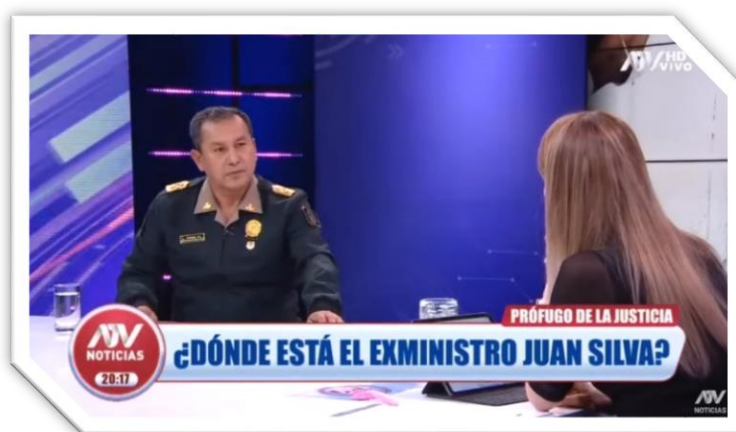 ATV HD
VIVO
PRÓFUGO DE LA JUSTICIA
ATV
NOTICIAS
20:17
¿DÓNDE ESTÁ EL EXMINISTRO JUAN SILVA?
ATV
NOTICIAS